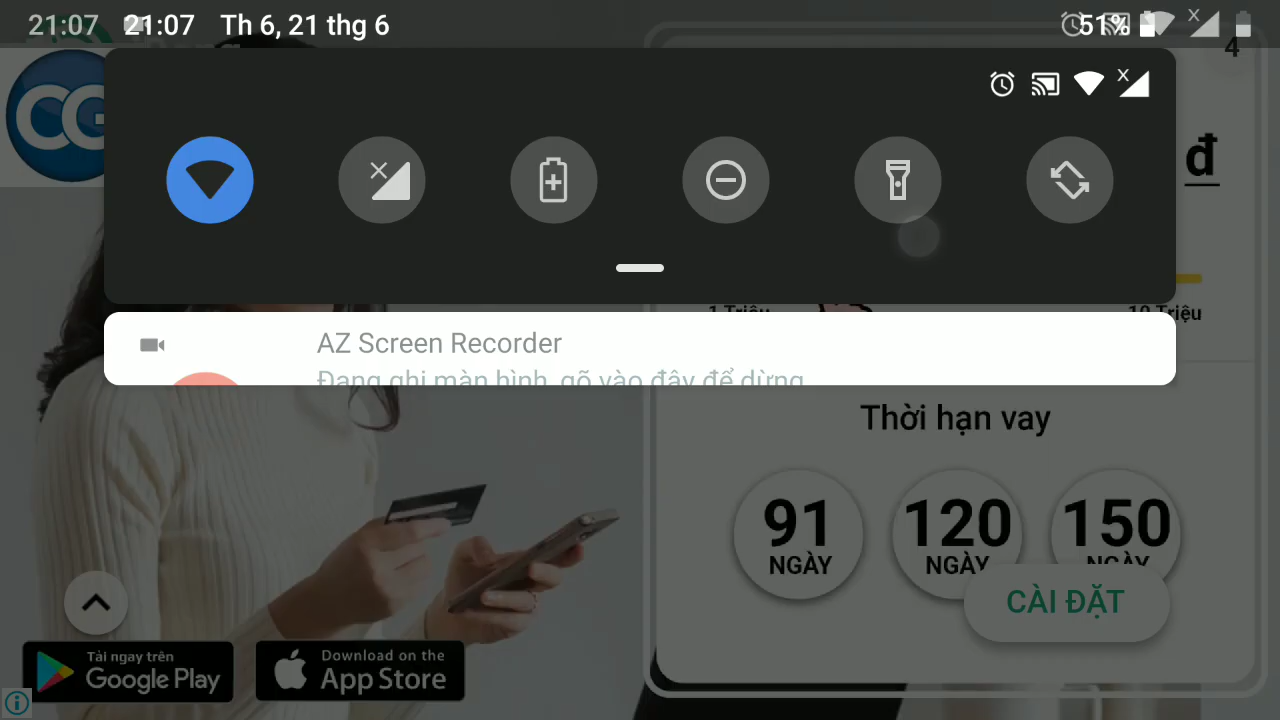 21:07 21:07 Th 6, 21 thg 6
51%
4
CG
đ
1 Triệu
10 Triệu
AZ Screen Recorder
Đang ghi màn hình, gõ vào đây để dừng
Thời hạn vay
91 120 150
NGÀY NGÀY NGÀY
CÀI ĐẶT
Tải ngay trên
Google Play
Download on the
App Store